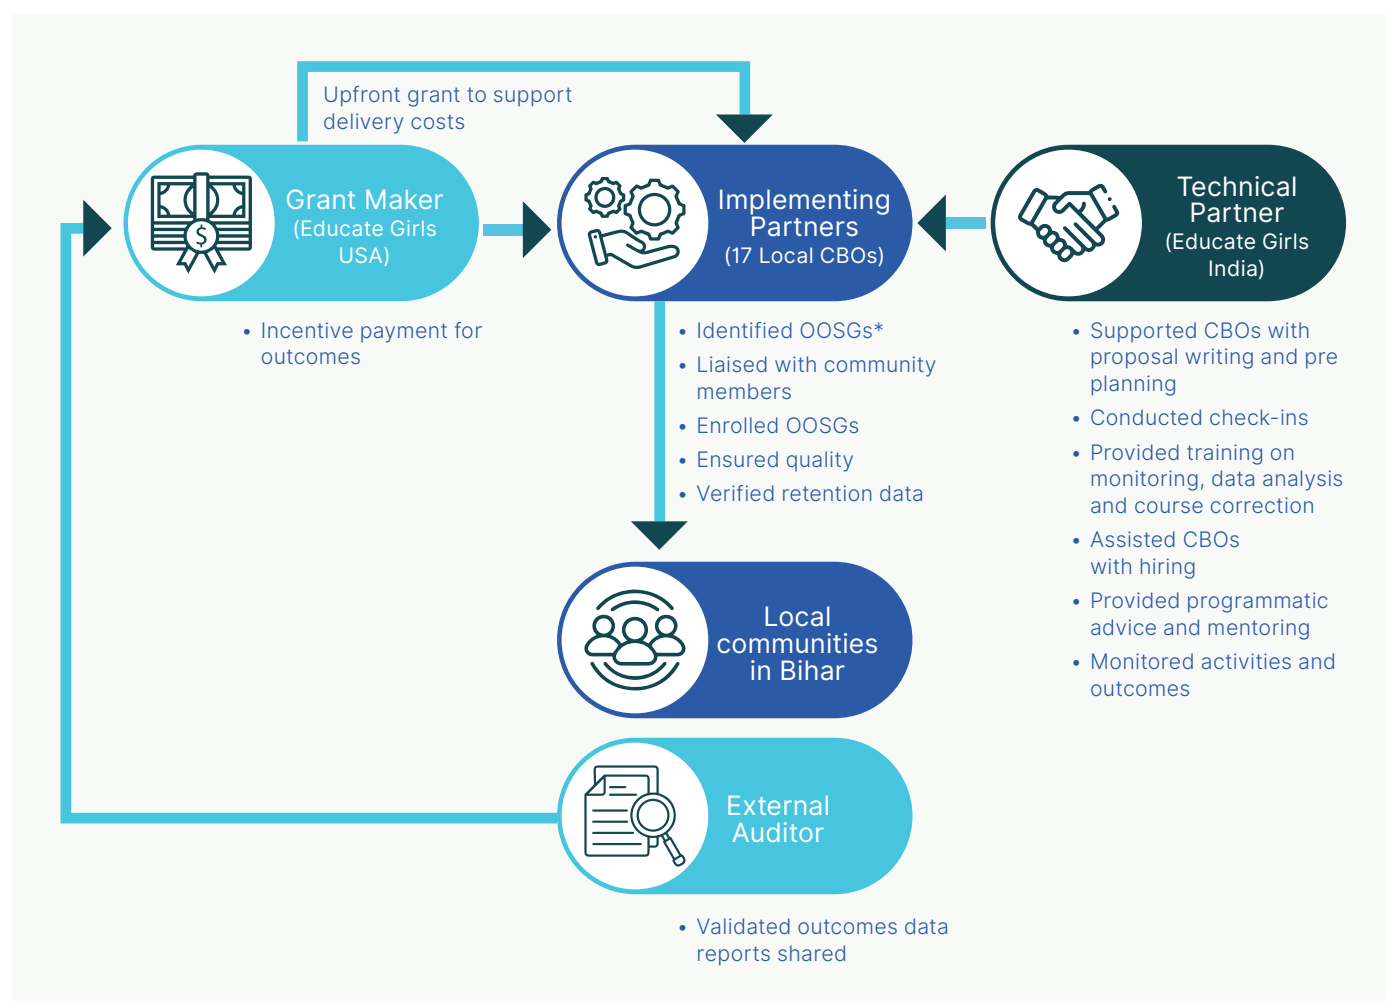 Upfront grant to support
delivery costs
Grant Maker
(Educate Girls
USA)
Implementing
Partners
(17 Local CBOs)
Technical
Partner
(Educate Girls
India)
• Incentive payment for
outcomes
• Identified OOSGs*
• Liaised with community
members
• Enrolled OOSGs
• Ensured quality
• Verified retention data
• Supported CBOs with
proposal writing and pre
planning
• Conducted check-ins
• Provided training on
monitoring, data analysis
and course correction
• Assisted CBOs
with hiring
• Provided programmatic
advice and mentoring
• Monitored activities and
outcomes
Local
communities
in Bihar
External
Auditor
• Validated outcomes data
reports shared
$